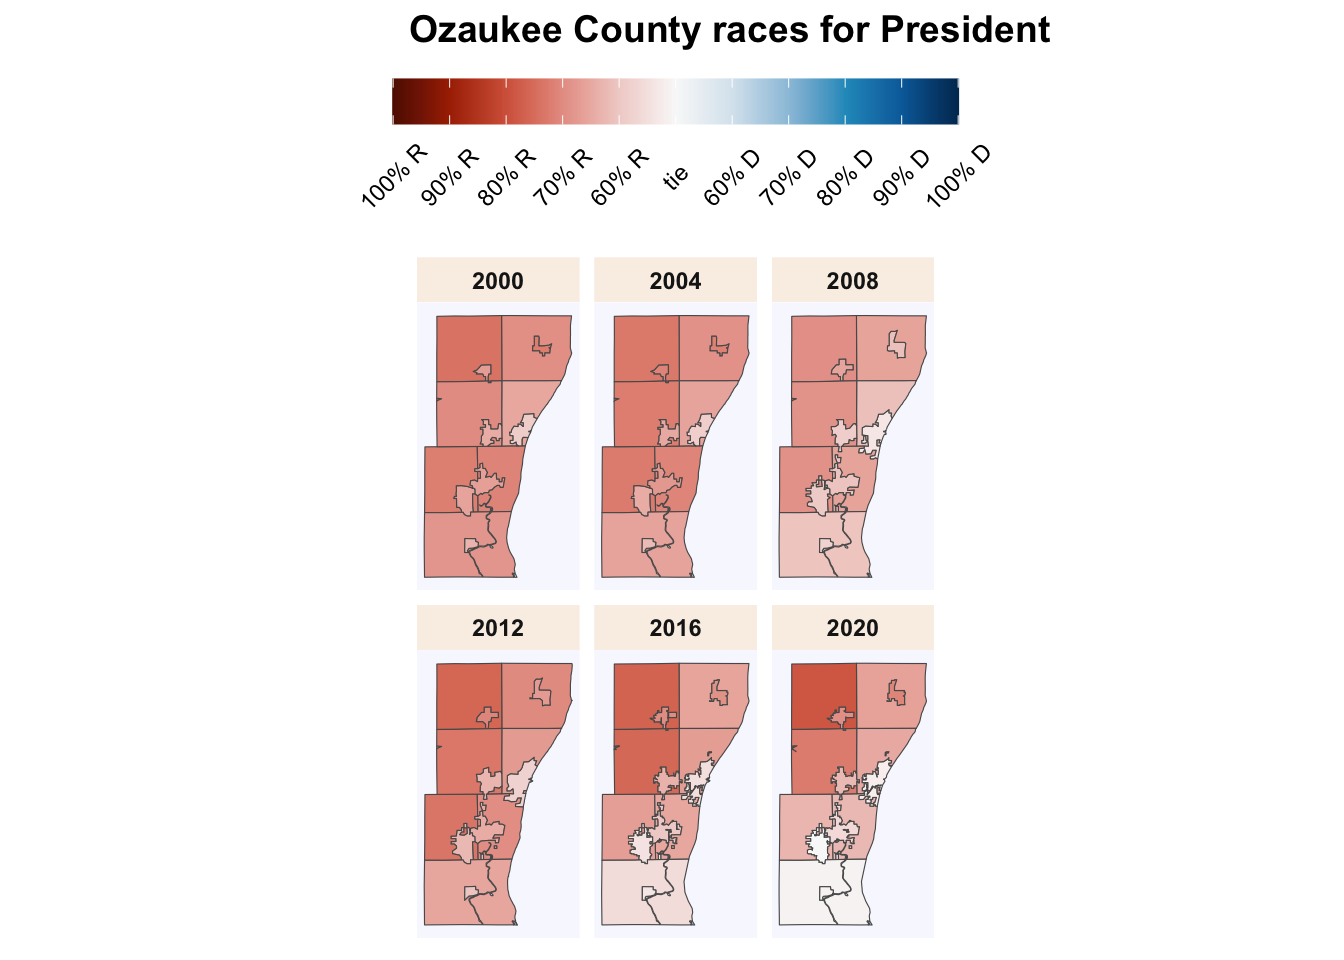 Ozaukee County races for President
100% R 90% R 80% R 70% R 60% R tie 60% D 70% D 80% D 90% D 100% D
2000 2004 2008
2012 2016 2020